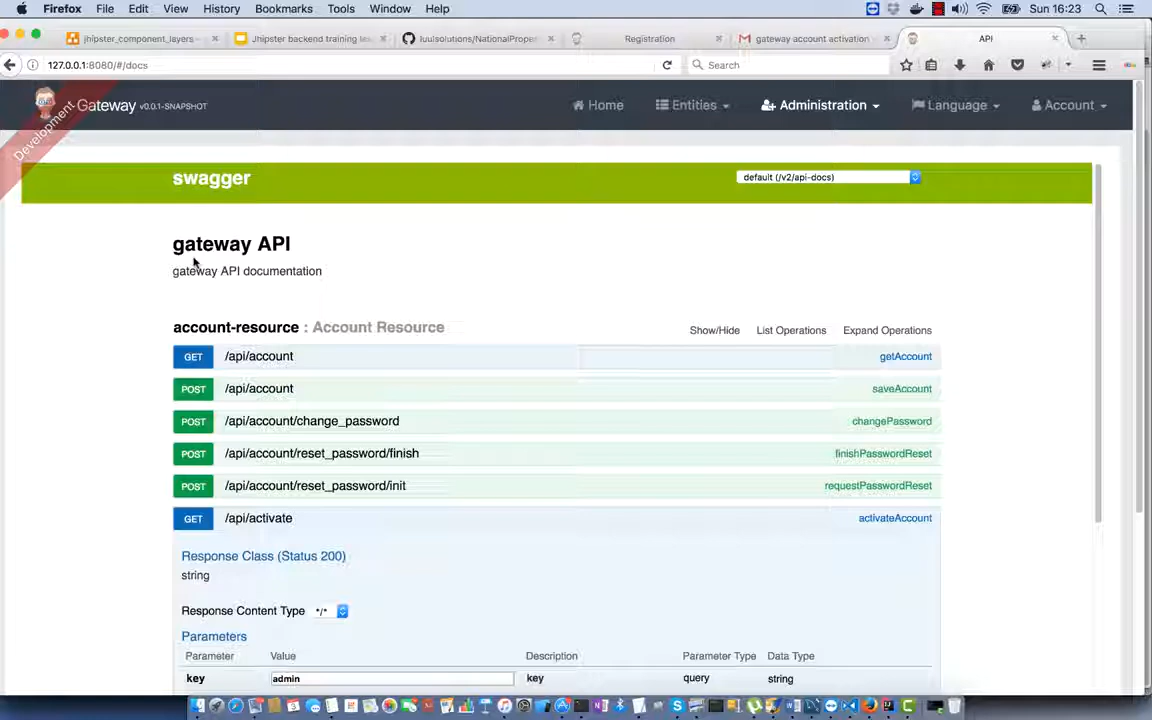 Firefox File Edit View History Bookmarks Tools Window Help Sun 16:23
jhipster_component_layers Jhipster backend training les luulsolutions/NationalPrope Registration gateway account activation API
127.0.0.1:8080/#/docs Search
Development
Gateway v0.0.1-SNAPSHOT Home Entities Administration Language Account
swagger default (/v2/api-docs)
gateway API
gateway API documentation
account-resource : Account Resource Show/Hide List Operations Expand Operations
GET /api/account getAccount
POST /api/account saveAccount
POST /api/account/change_password changePassword
POST /api/account/reset_password/finish finishPasswordReset
POST /api/account/reset_password/init requestPasswordReset
GET /api/activate activateAccount
Response Class (Status 200)
string
Response Content Type */*
Parameters
Parameter Value Description Parameter Type Data Type
key admin key query string